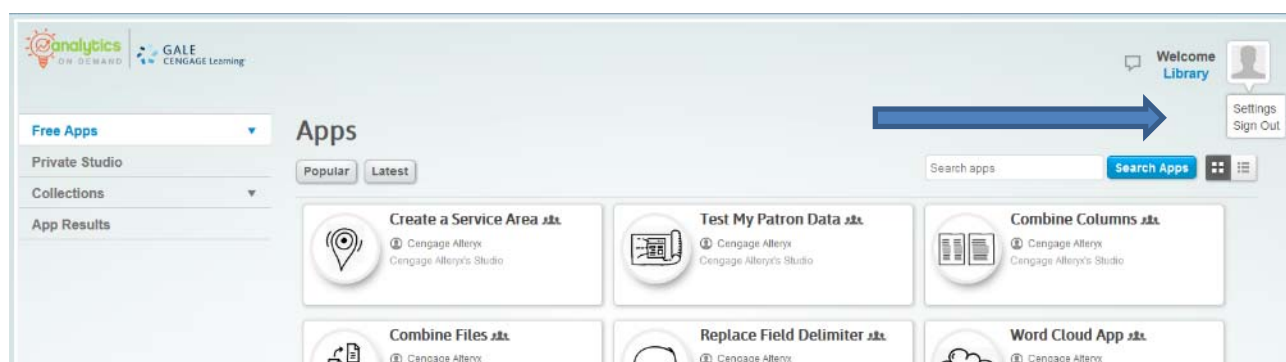 analytics
ON DEMAND
GALE
CENGAGE Learning
Welcome
Library
Settings
Sign Out
Free Apps
Private Studio
Collections
App Results
Apps
Popular Latest
Search apps Search Apps
Create a Service Area
Cengage Alteryx
Cengage Alteryx's Studio
Test My Patron Data
Cengage Alteryx
Cengage Alteryx's Studio
Combine Columns
Cengage Alteryx
Cengage Alteryx's Studio
Combine Files
Cengage Alteryx
Replace Field Delimiter
Cengage Alteryx
Word Cloud App
Cengage Alteryx